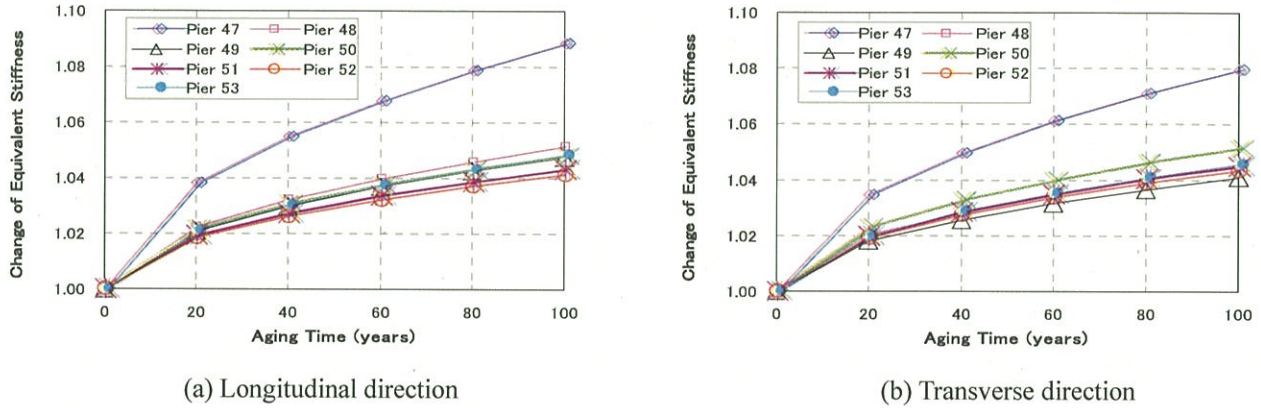 Change of Equivalent Stiffness
1.10
1.08
1.06
1.04
1.02
1.00
Pier 47
Pier 48
Pier 49
Pier 50
Pier 51
Pier 52
Pier 53
0 20 40 60 80 100
Aging Time (years)
(a) Longitudinal direction
Change of Equivalent Stiffness
1.10
1.08
1.06
1.04
1.02
1.00
Pier 47
Pier 48
Pier 49
Pier 50
Pier 51
Pier 52
Pier 53
0 20 40 60 80 100
Aging Time (years)
(b) Transverse direction